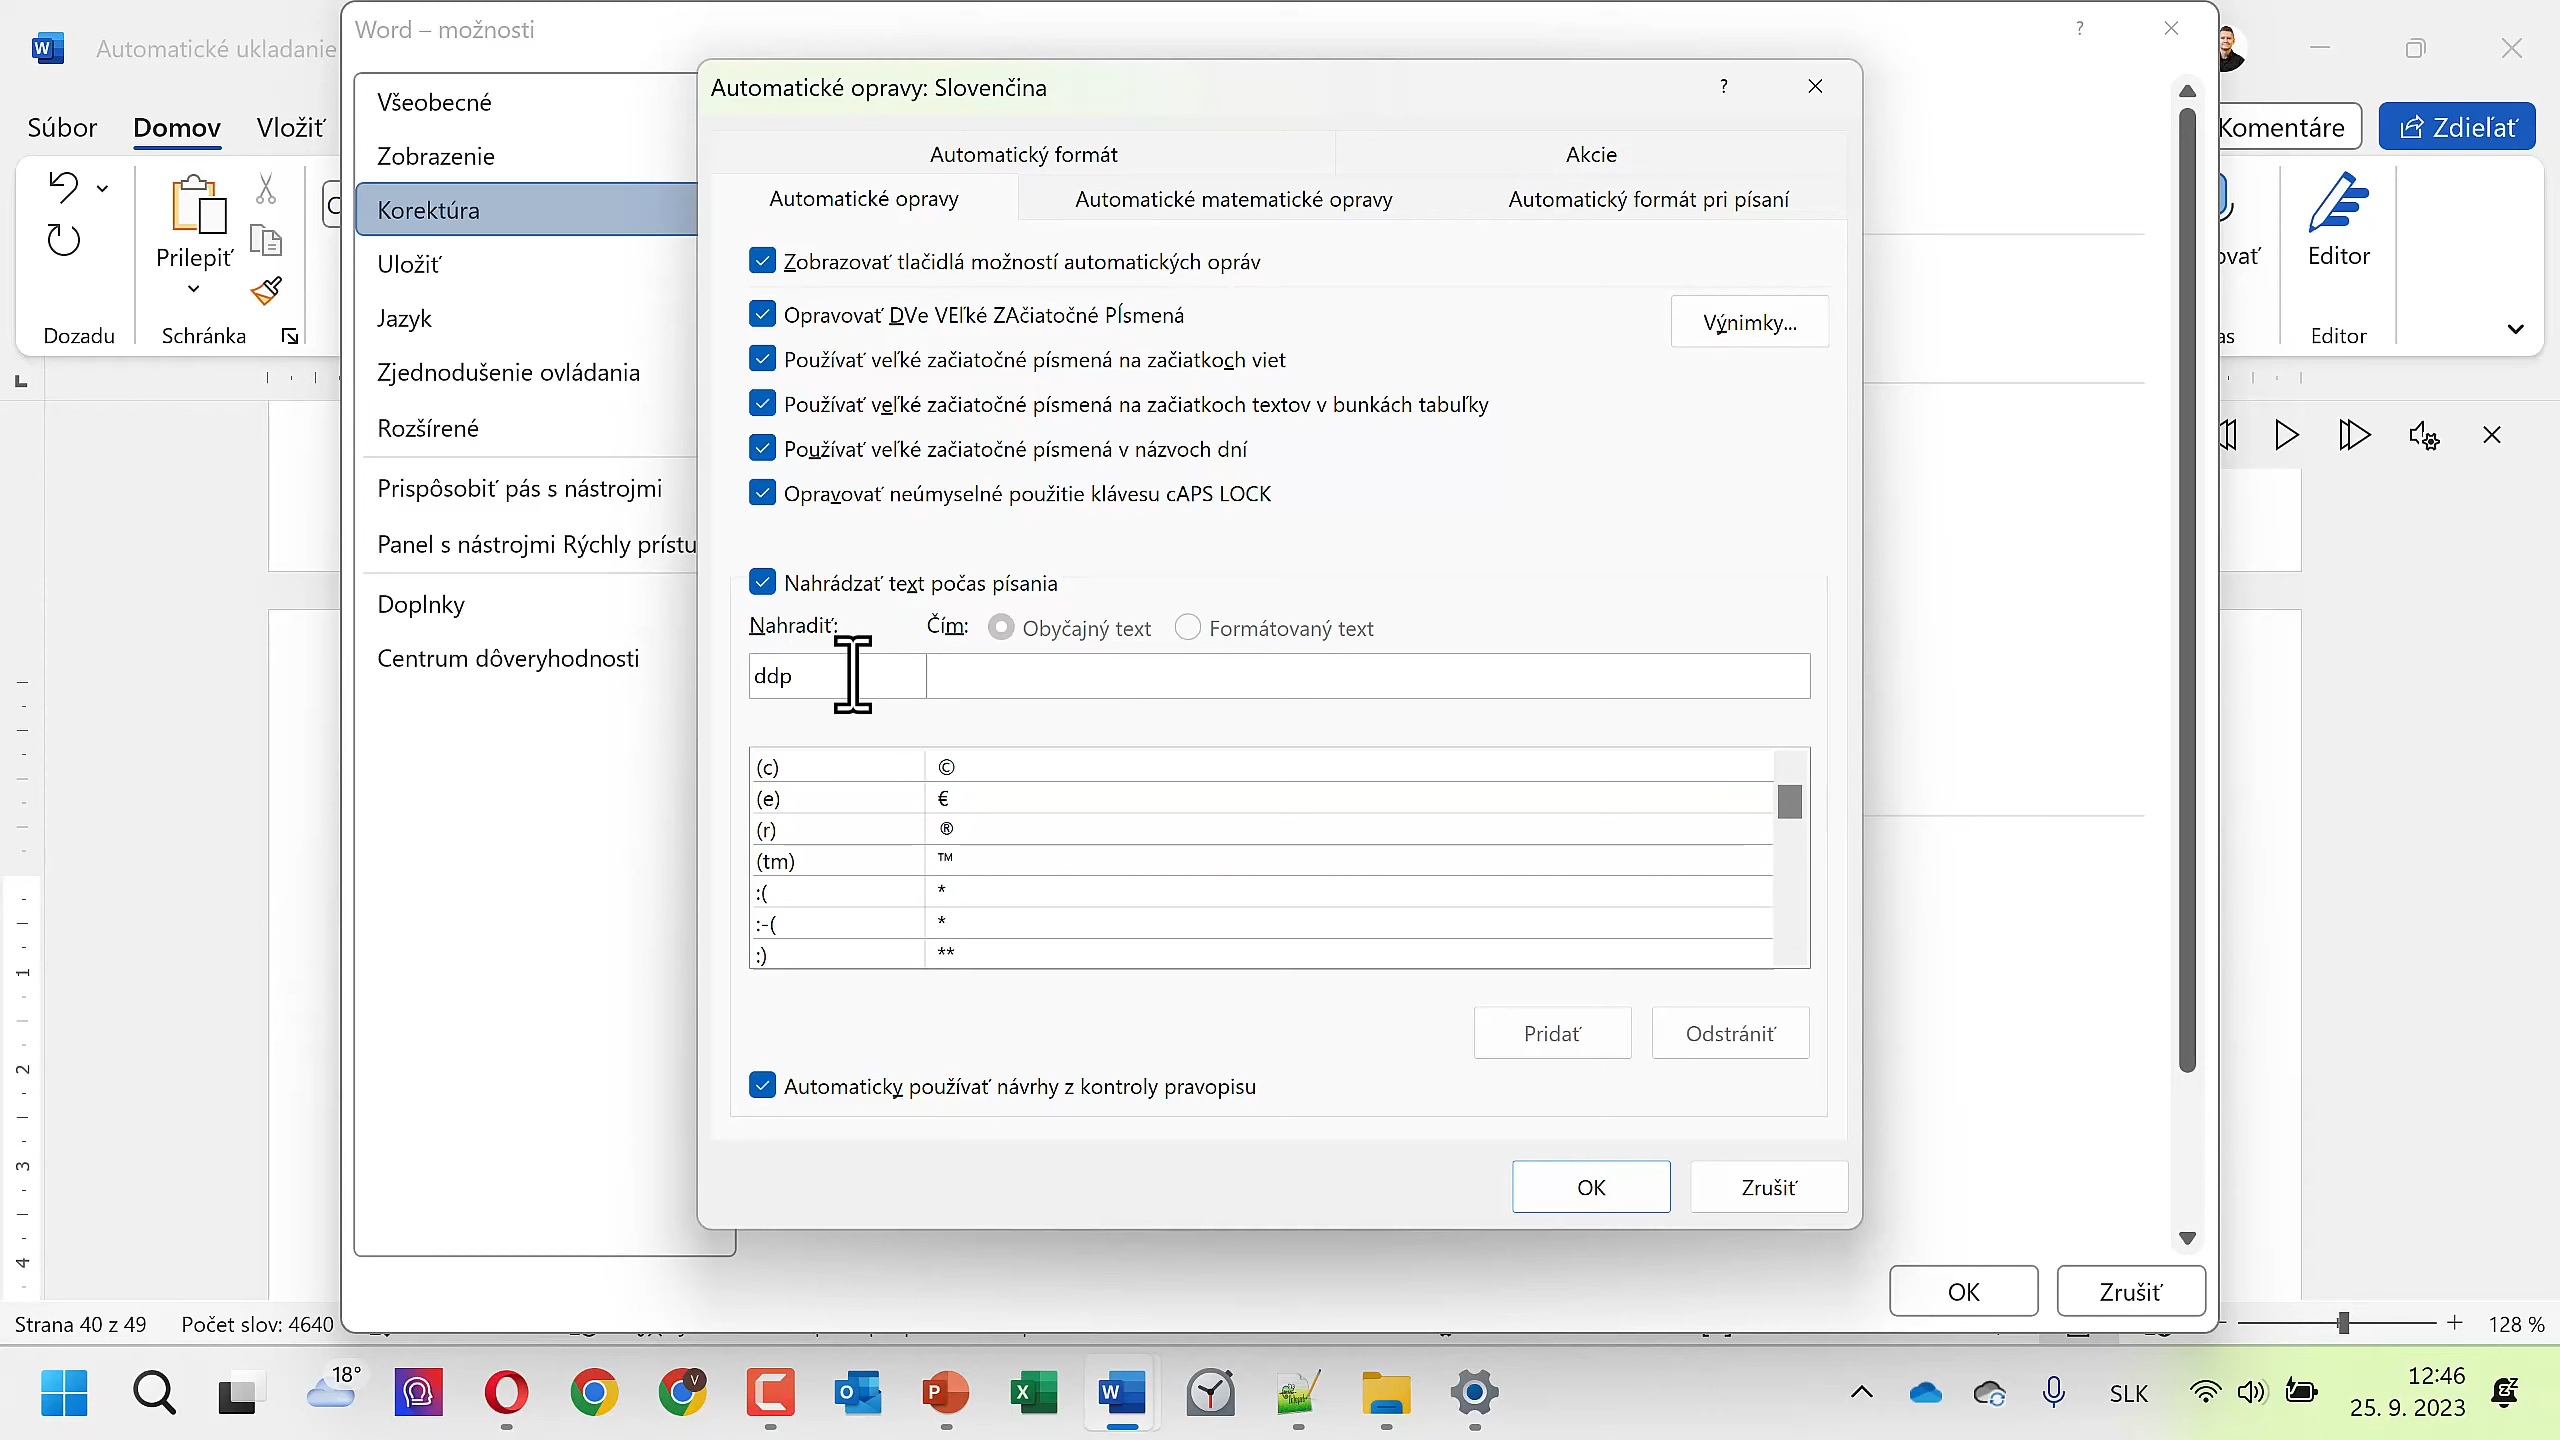 Word – možnosti
Automatické ukladanie
Súbor
Domov
Vložiť
Komentáre
Zdieľať
Prilepiť
Dozadu
Schránka
Editor
Editor
Všeobecné
Zobrazenie
Korektúra
Uložiť
Jazyk
Zjednodušenie ovládania
Rozšírené
Prispôsobiť pás s nástrojmi
Panel s nástrojmi Rýchly prístu
Doplnky
Centrum dôveryhodnosti
Automatické opravy: Slovenčina
Automatický formát
Akcie
Automatické opravy
Automatické matematické opravy
Automatický formát pri písaní
Zobrazovať tlačidlá možností automatických opráv
Opravovať DVe VEľké ZAčiatočné PÍsmená
Výnimky...
Používať veľké začiatočné písmená na začiatkoch viet
Používať veľké začiatočné písmená na začiatkoch textov v bunkách tabuľky
Používať veľké začiatočné písmená v názvoch dní
Opravovať neúmyselné použitie klávesu cAPS LOCK
Nahrádzať text počas písania
Nahradiť:
Čím:
Obyčajný text
Formátovaný text
ddp
(c) ©
(e) €
(r) ®
(tm) ™
:( *
:-( *
:) **
Pridať
Odstrániť
Automaticky používať návrhy z kontroly pravopisu
OK
Zrušiť
OK
Zrušiť
Strana 40 z 49
Počet slov: 4640
128 %
18°
SLK
12:46
25. 9. 2023